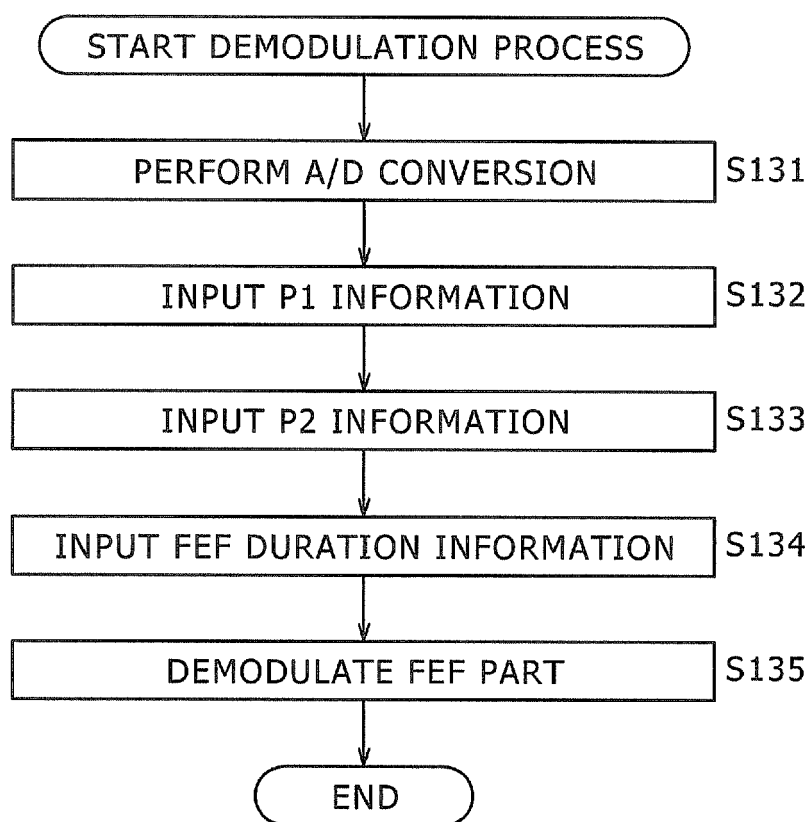 START DEMODULATION PROCESS
PERFORM A/D CONVERSION S131
INPUT P1 INFORMATION S132
INPUT P2 INFORMATION S133
INPUT FEF DURATION INFORMATION S134
DEMODULATE FEF PART S135
END